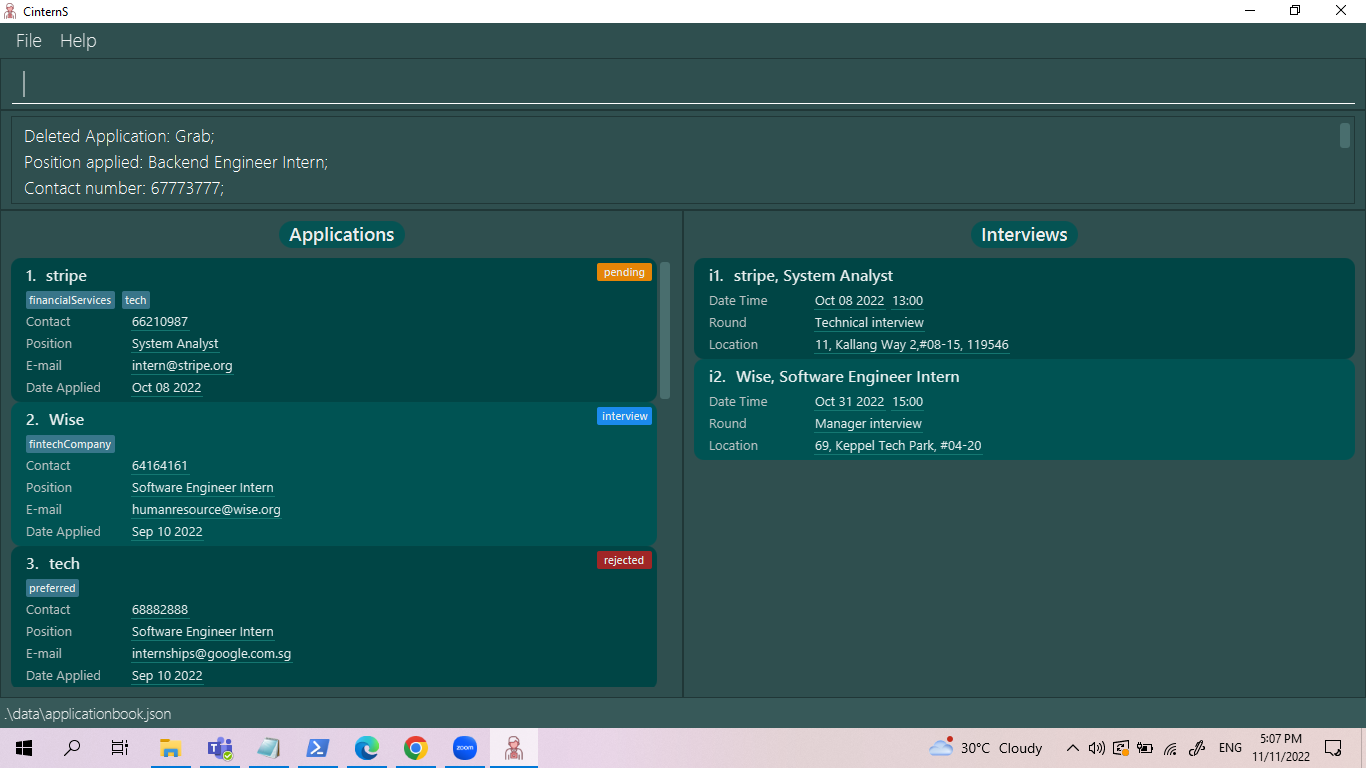 CinternS
File Help
Deleted Application: Grab;
Position applied: Backend Engineer Intern;
Contact number: 67773777;
Applications
1. stripe
pending
financialServices tech
Contact 66210987
Position System Analyst
E-mail intern@stripe.org
Date Applied Oct 08 2022
2. Wise
interview
fintechCompany
Contact 64164161
Position Software Engineer Intern
E-mail humanresource@wise.org
Date Applied Sep 10 2022
3. tech
rejected
preferred
Contact 68882888
Position Software Engineer Intern
E-mail internships@google.com.sg
Date Applied Sep 10 2022
Interviews
i1. stripe, System Analyst
Date Time Oct 08 2022 13:00
Round Technical interview
Location 11, Kallang Way 2,#08-15, 119546
i2. Wise, Software Engineer Intern
Date Time Oct 31 2022 15:00
Round Manager interview
Location 69, Keppel Tech Park, #04-20
.\data\applicationbook.json
zoom
30°C Cloudy
ENG
5:07 PM
11/11/2022